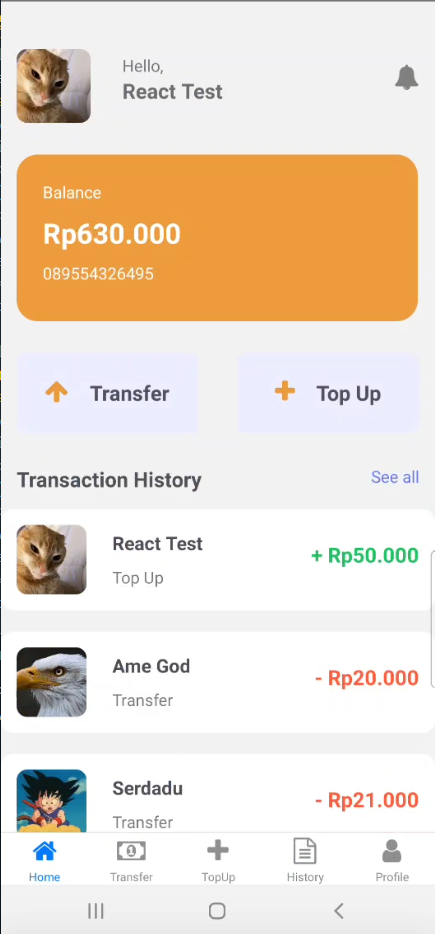 Hello,
React Test
Balance
Rp630.000
089554326495
Transfer
Top Up
Transaction History
See all
React Test
+ Rp50.000
Top Up
Ame God
- Rp20.000
Transfer
Serdadu
- Rp21.000
Transfer
Home
Transfer
TopUp
History
Profile